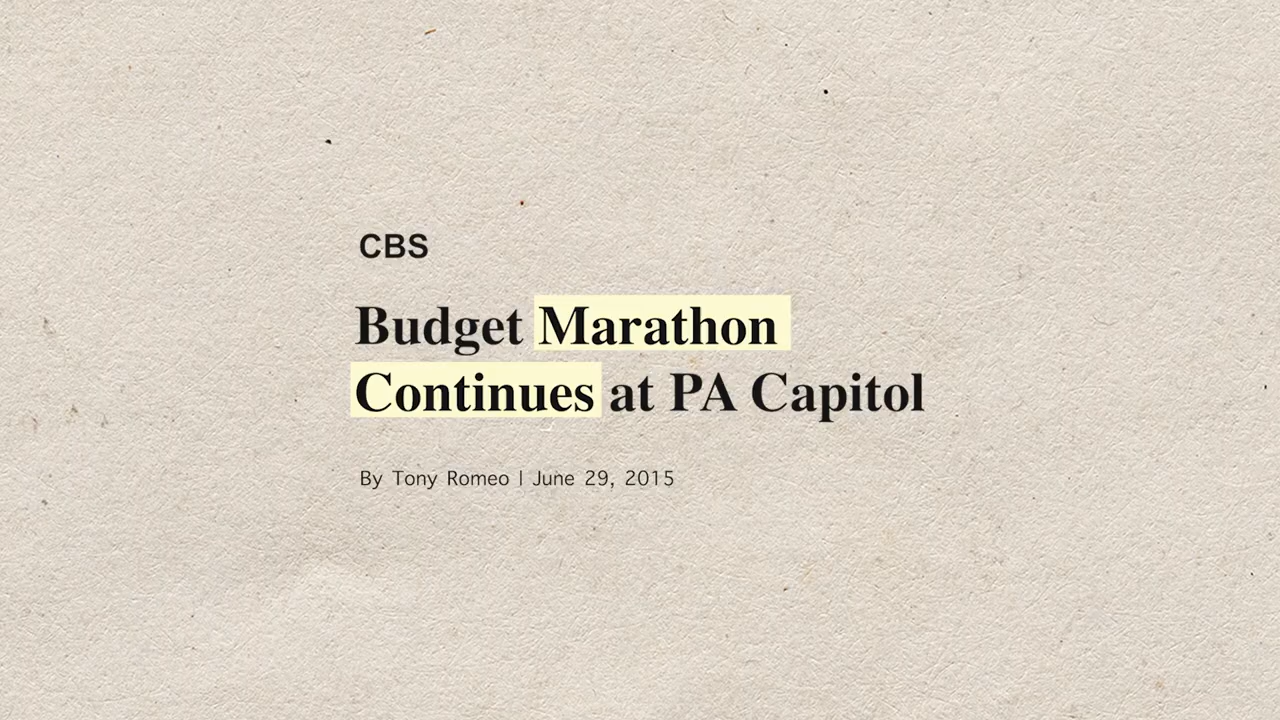 CBS
Budget Marathon
Continues at PA Capitol
By Tony Romeo | June 29, 2015